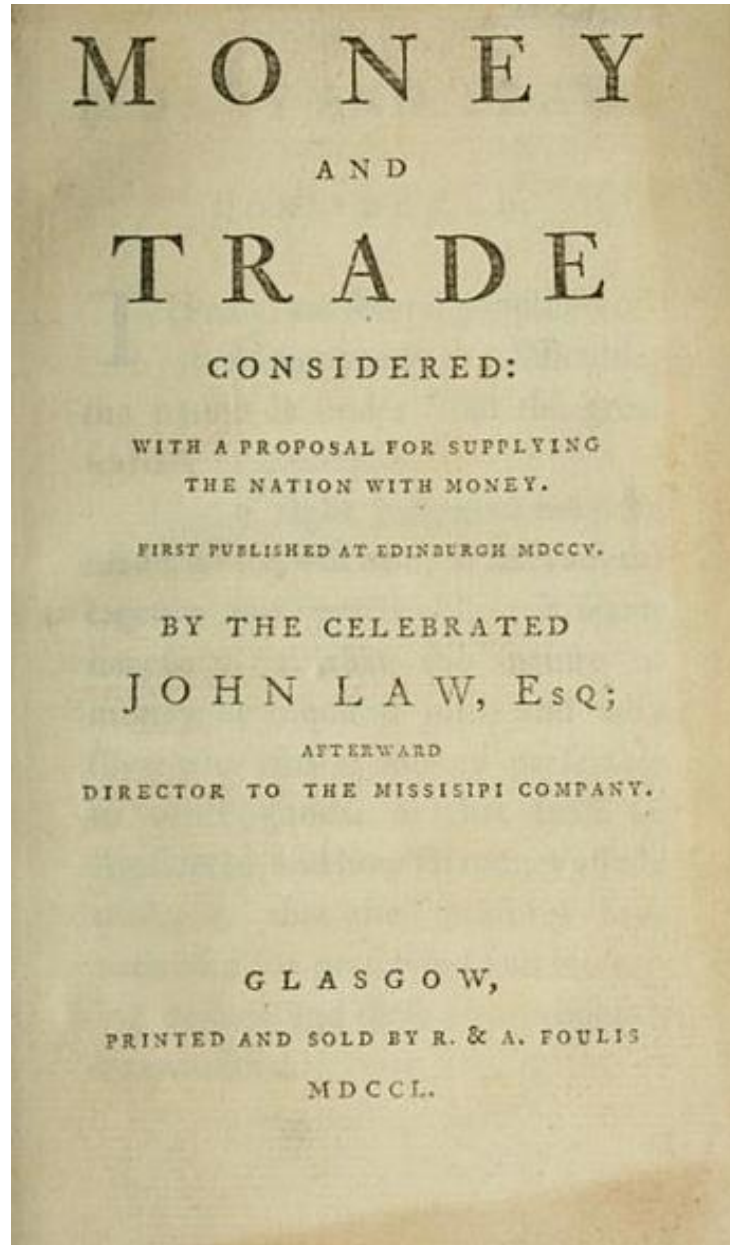 MONEY
AND
TRADE
CONSIDERED:
WITH A PROPOSAL FOR SUPPLYING
THE NATION WITH MONEY.
FIRST PUBLISHED AT EDINBURGH MDCCV.
BY THE CELEBRATED
JOHN LAW, ESQ;
AFTERWARD
DIRECTOR TO THE MISSISIPI COMPANY.
GLASGOW,
PRINTED AND SOLD BY R. & A. FOULIS
MDCCL.